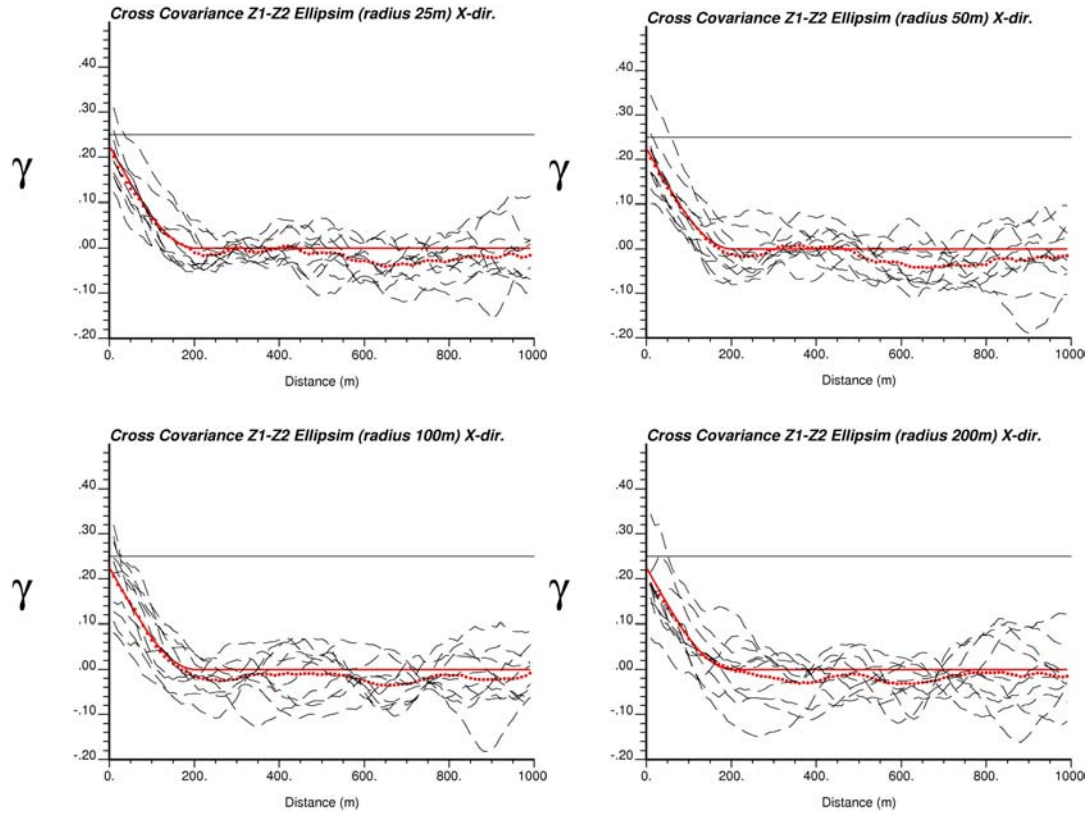 Cross Covariance Z1-Z2 Ellipsim (radius 25m) X-dir.
γ
.40
.30
.20
.10
.00
-.10
-.20
0. 200. 400. 600. 800. 1000
Distance (m)
Cross Covariance Z1-Z2 Ellipsim (radius 50m) X-dir.
γ
.40
.30
.20
.10
.00
-.10
-.20
0. 200. 400. 600. 800. 1000
Distance (m)
Cross Covariance Z1-Z2 Ellipsim (radius 100m) X-dir.
γ
.40
.30
.20
.10
.00
-.10
-.20
0. 200. 400. 600. 800. 1000
Distance (m)
Cross Covariance Z1-Z2 Ellipsim (radius 200m) X-dir.
γ
.40
.30
.20
.10
.00
-.10
-.20
0. 200. 400. 600. 800. 1000
Distance (m)